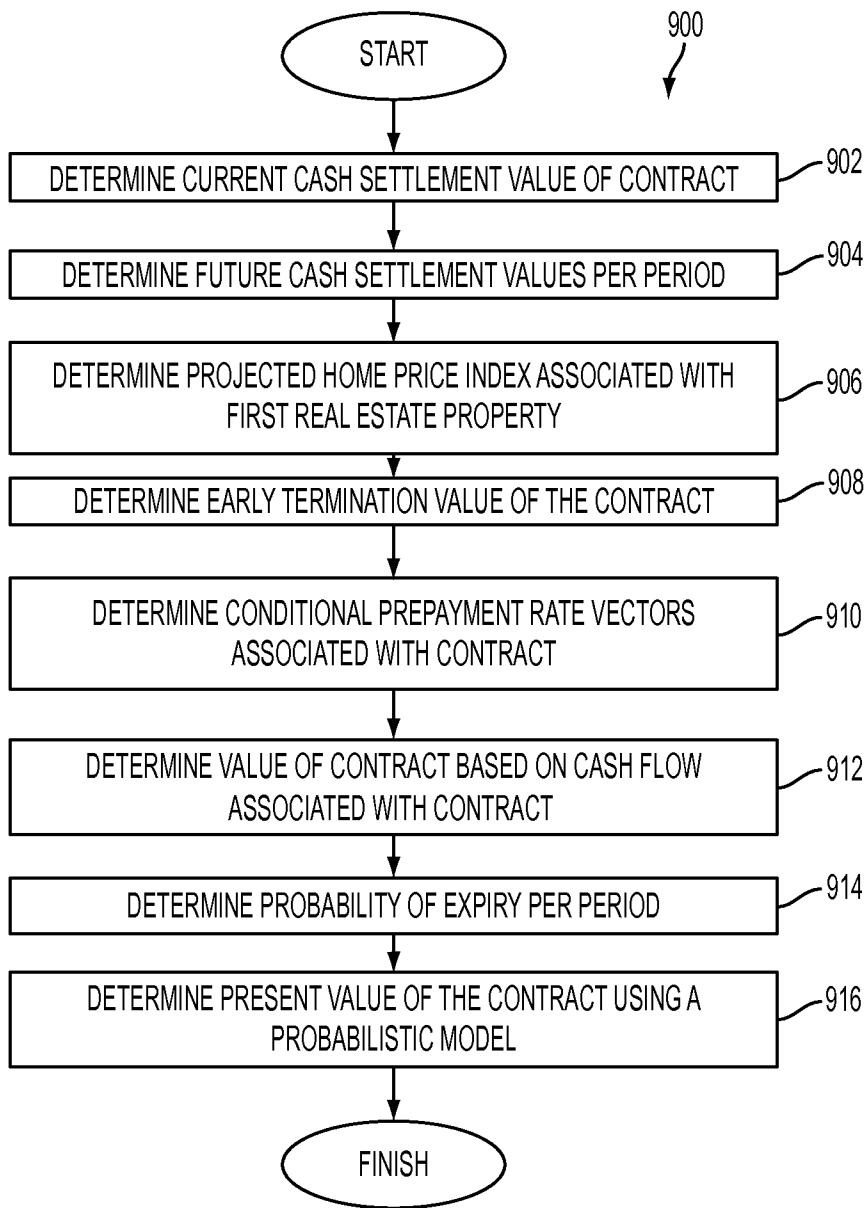 START
900
DETERMINE CURRENT CASH SETTLEMENT VALUE OF CONTRACT
902
DETERMINE FUTURE CASH SETTLEMENT VALUES PER PERIOD
904
DETERMINE PROJECTED HOME PRICE INDEX ASSOCIATED WITH
FIRST REAL ESTATE PROPERTY
906
DETERMINE EARLY TERMINATION VALUE OF THE CONTRACT
908
DETERMINE CONDITIONAL PREPAYMENT RATE VECTORS
ASSOCIATED WITH CONTRACT
910
DETERMINE VALUE OF CONTRACT BASED ON CASH FLOW
ASSOCIATED WITH CONTRACT
912
DETERMINE PROBABILITY OF EXPIRY PER PERIOD
914
DETERMINE PRESENT VALUE OF THE CONTRACT USING A
PROBABILISTIC MODEL
916
FINISH